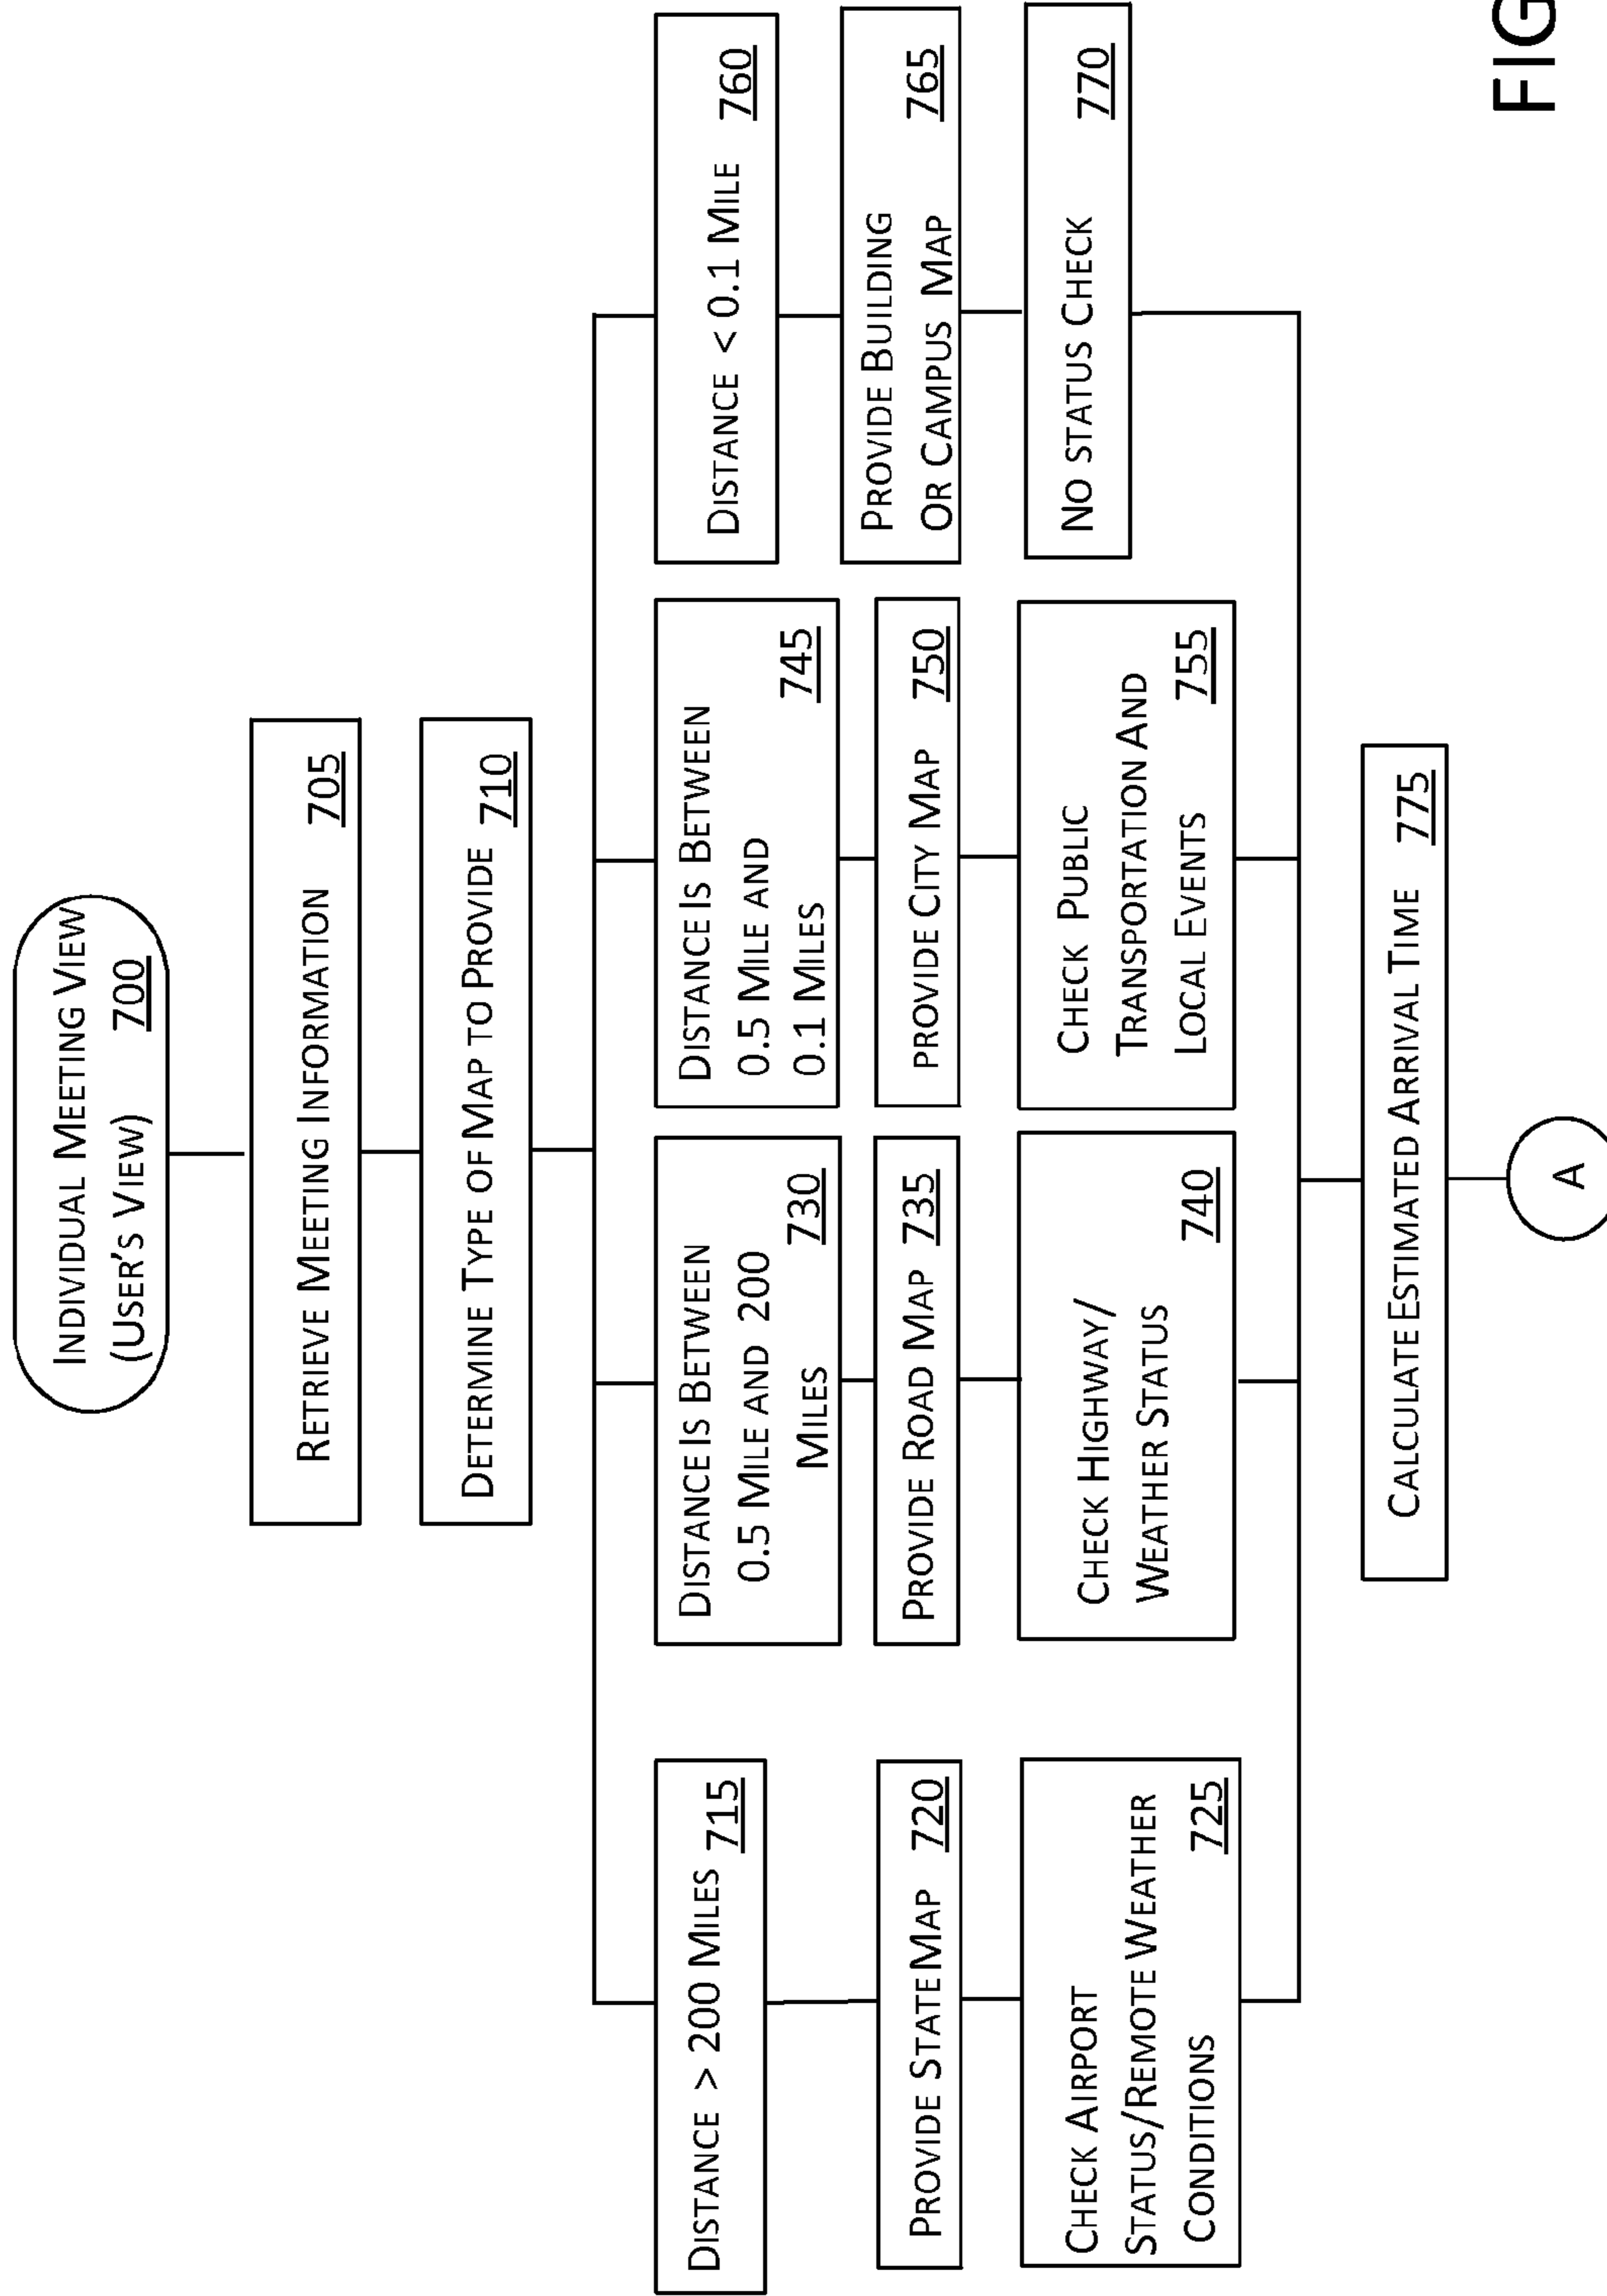 INDIVIDUAL MEETING VIEW
(USER'S VIEW) 700
RETRIEVE MEETING INFORMATION 705
DETERMINE TYPE OF MAP TO PROVIDE 710
DISTANCE > 200 MILES 715
PROVIDE STATE MAP 720
CHECK AIRPORT
STATUS/REMOTE WEATHER
CONDITIONS 725
DISTANCE IS BETWEEN
0.5 MILE AND 200
MILES 730
PROVIDE ROAD MAP 735
CHECK HIGHWAY/
WEATHER STATUS 740
DISTANCE IS BETWEEN
0.5 MILE AND
0.1 MILES 745
PROVIDE CITY MAP 750
CHECK PUBLIC
TRANSPORTATION AND
LOCAL EVENTS 755
DISTANCE < 0.1 MILE 760
PROVIDE BUILDING
OR CAMPUS MAP 765
NO STATUS CHECK 770
CALCULATE ESTIMATED ARRIVAL TIME 775
A
FIG